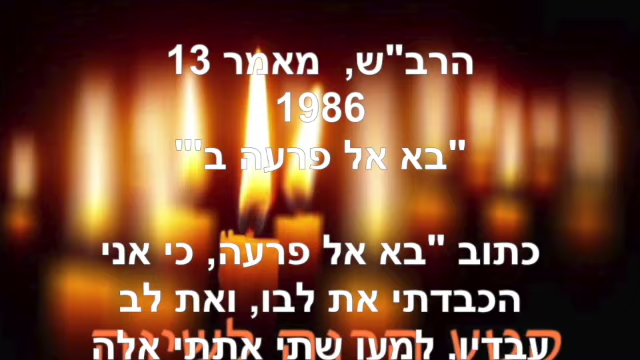 הרב"ש, מאמר 13
1986
"בא אל פרעה ב'"
כתוב "בא אל פרעה, כי אני
הכבדתי את לבו, ואת לב
עבדיו, למען שתי אתתי אלה